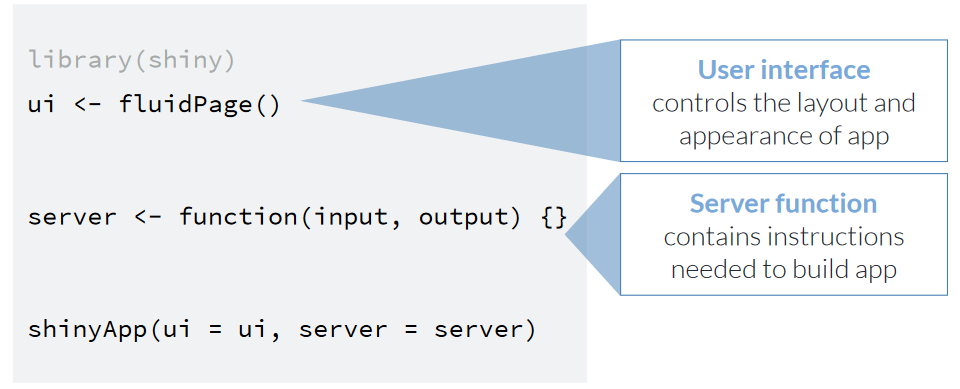 library(shiny)
ui <- fluidPage()
User interface
controls the layout and
appearance of app
server <- function(input, output) {}
Server function
contains instructions
needed to build app
shinyApp(ui = ui, server = server)